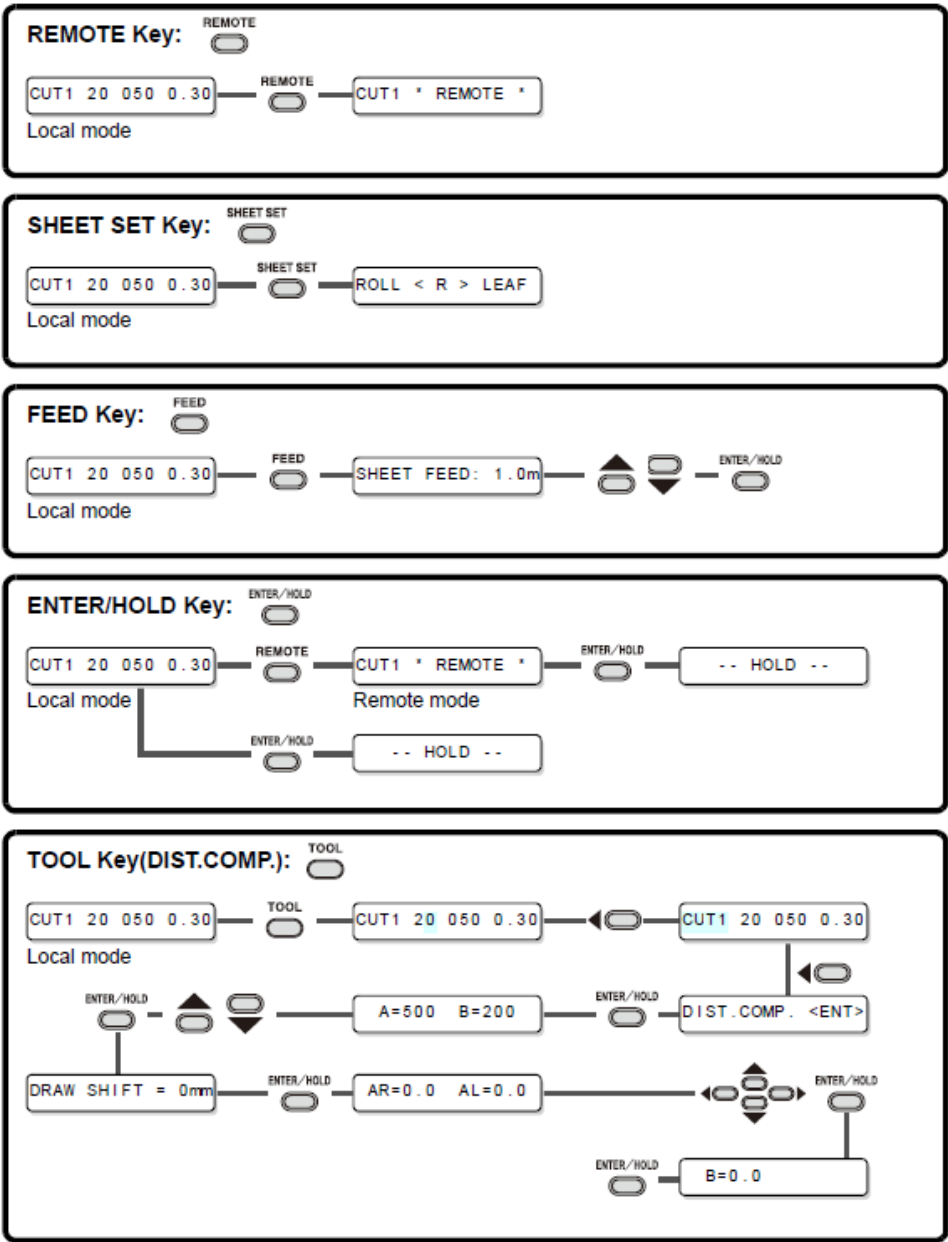 REMOTE Key: REMOTE
CUT1 20 050 0.30 REMOTE CUT1 * REMOTE *
Local mode
SHEET SET Key: SHEET SET
CUT1 20 050 0.30 SHEET SET ROLL < R > LEAF
Local mode
FEED Key: FEED
CUT1 20 050 0.30 FEED SHEET FEED: 1.0m ENTER/HOLD
Local mode
ENTER/HOLD Key: ENTER/HOLD
CUT1 20 050 0.30 REMOTE CUT1 * REMOTE * ENTER/HOLD -- HOLD --
Local mode Remote mode
ENTER/HOLD -- HOLD --
TOOL Key(DIST.COMP.): TOOL
CUT1 20 050 0.30 TOOL CUT1 20 050 0.30 CUT1 20 050 0.30
Local mode
ENTER/HOLD A=500 B=200 ENTER/HOLD DIST.COMP. <ENT>
DRAW SHIFT = 0mm ENTER/HOLD AR=0.0 AL=0.0 ENTER/HOLD
ENTER/HOLD B=0.0